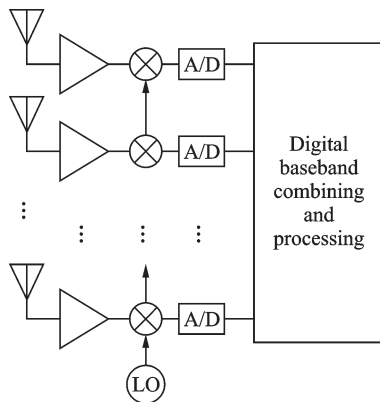 A/D
A/D
Digital
baseband
combining
and
processing
A/D
LO